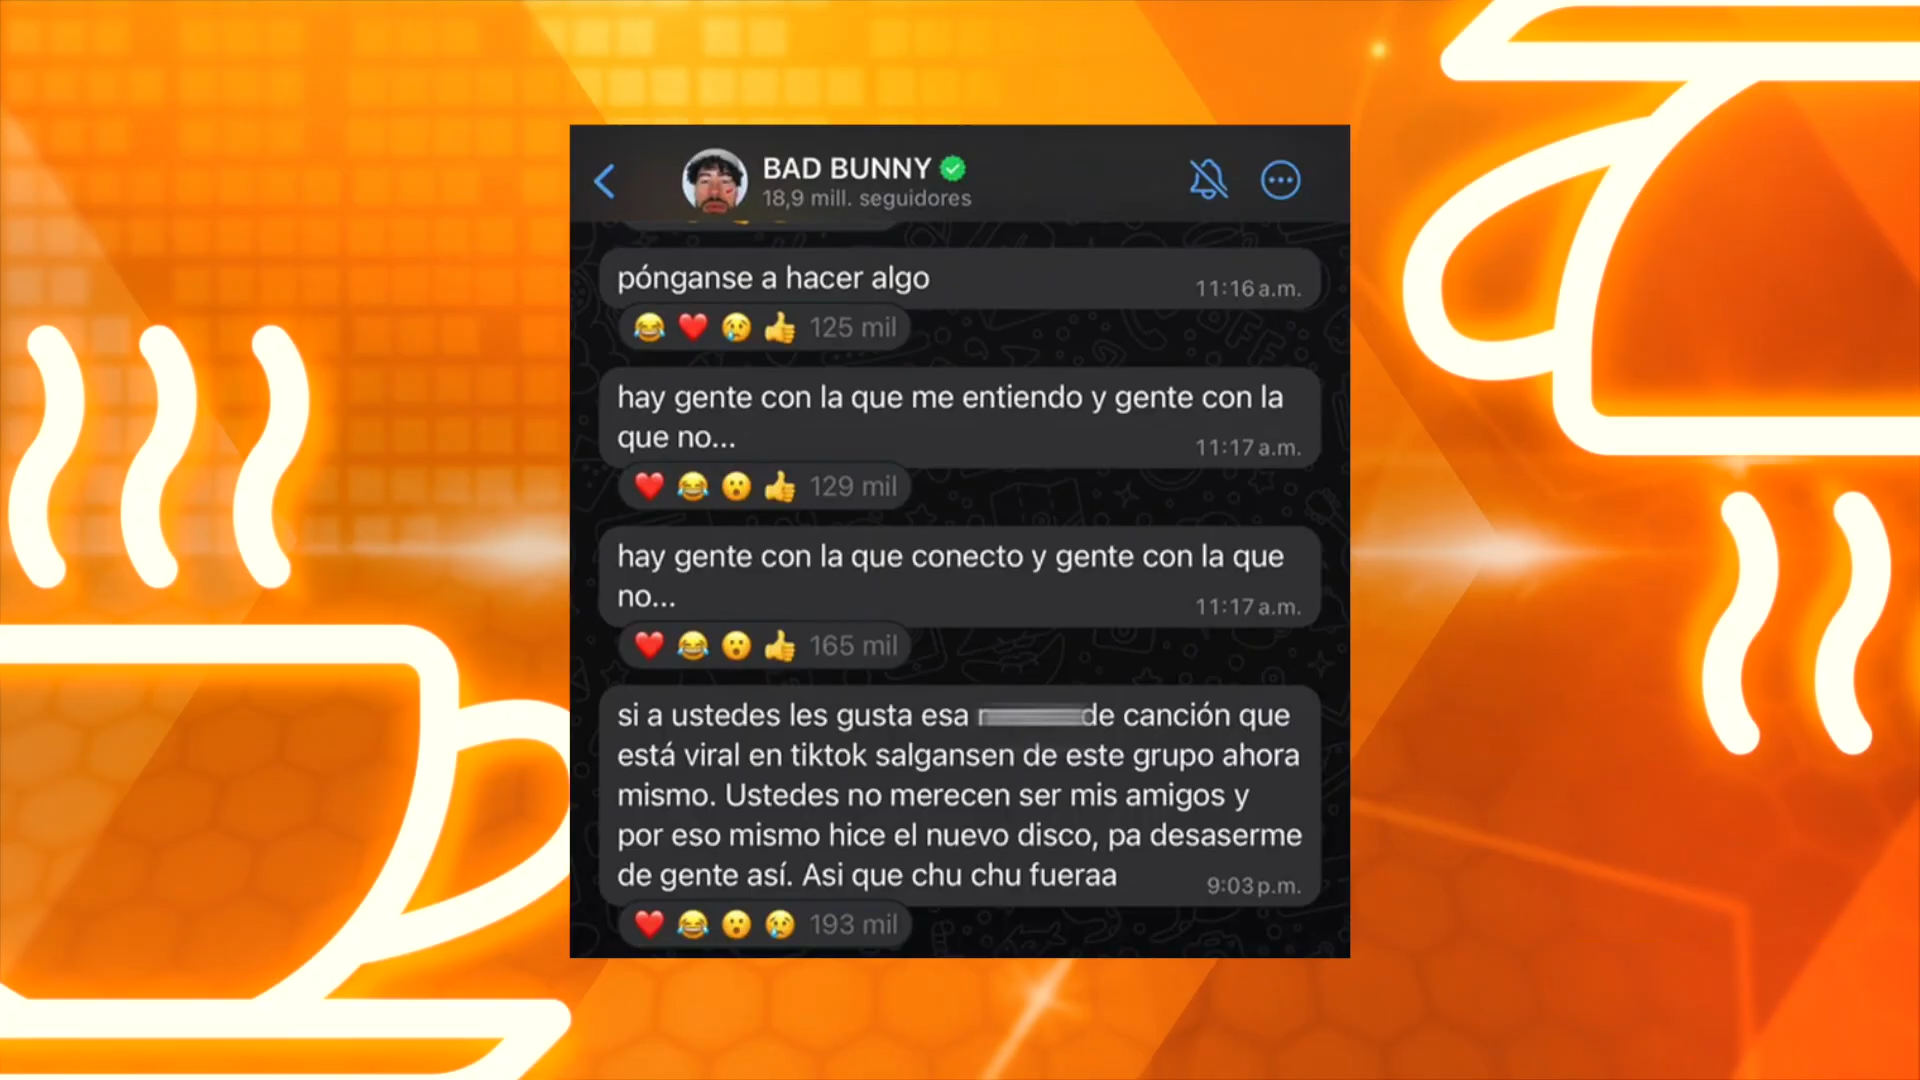 BAD BUNNY
18,9 mill. seguidores
pónganse a hacer algo
11:16 a.m.
125 mil
hay gente con la que me entiendo y gente con la
que no...
11:17 a.m.
129 mil
hay gente con la que conecto y gente con la que
no...
11:17 a.m.
165 mil
si a ustedes les gusta esa de canción que
está viral en tiktok salgansen de este grupo ahora
mismo. Ustedes no merecen ser mis amigos y
por eso mismo hice el nuevo disco, pa desaserme
de gente así. Asi que chu chu fueraa
9:03 p.m.
193 mil